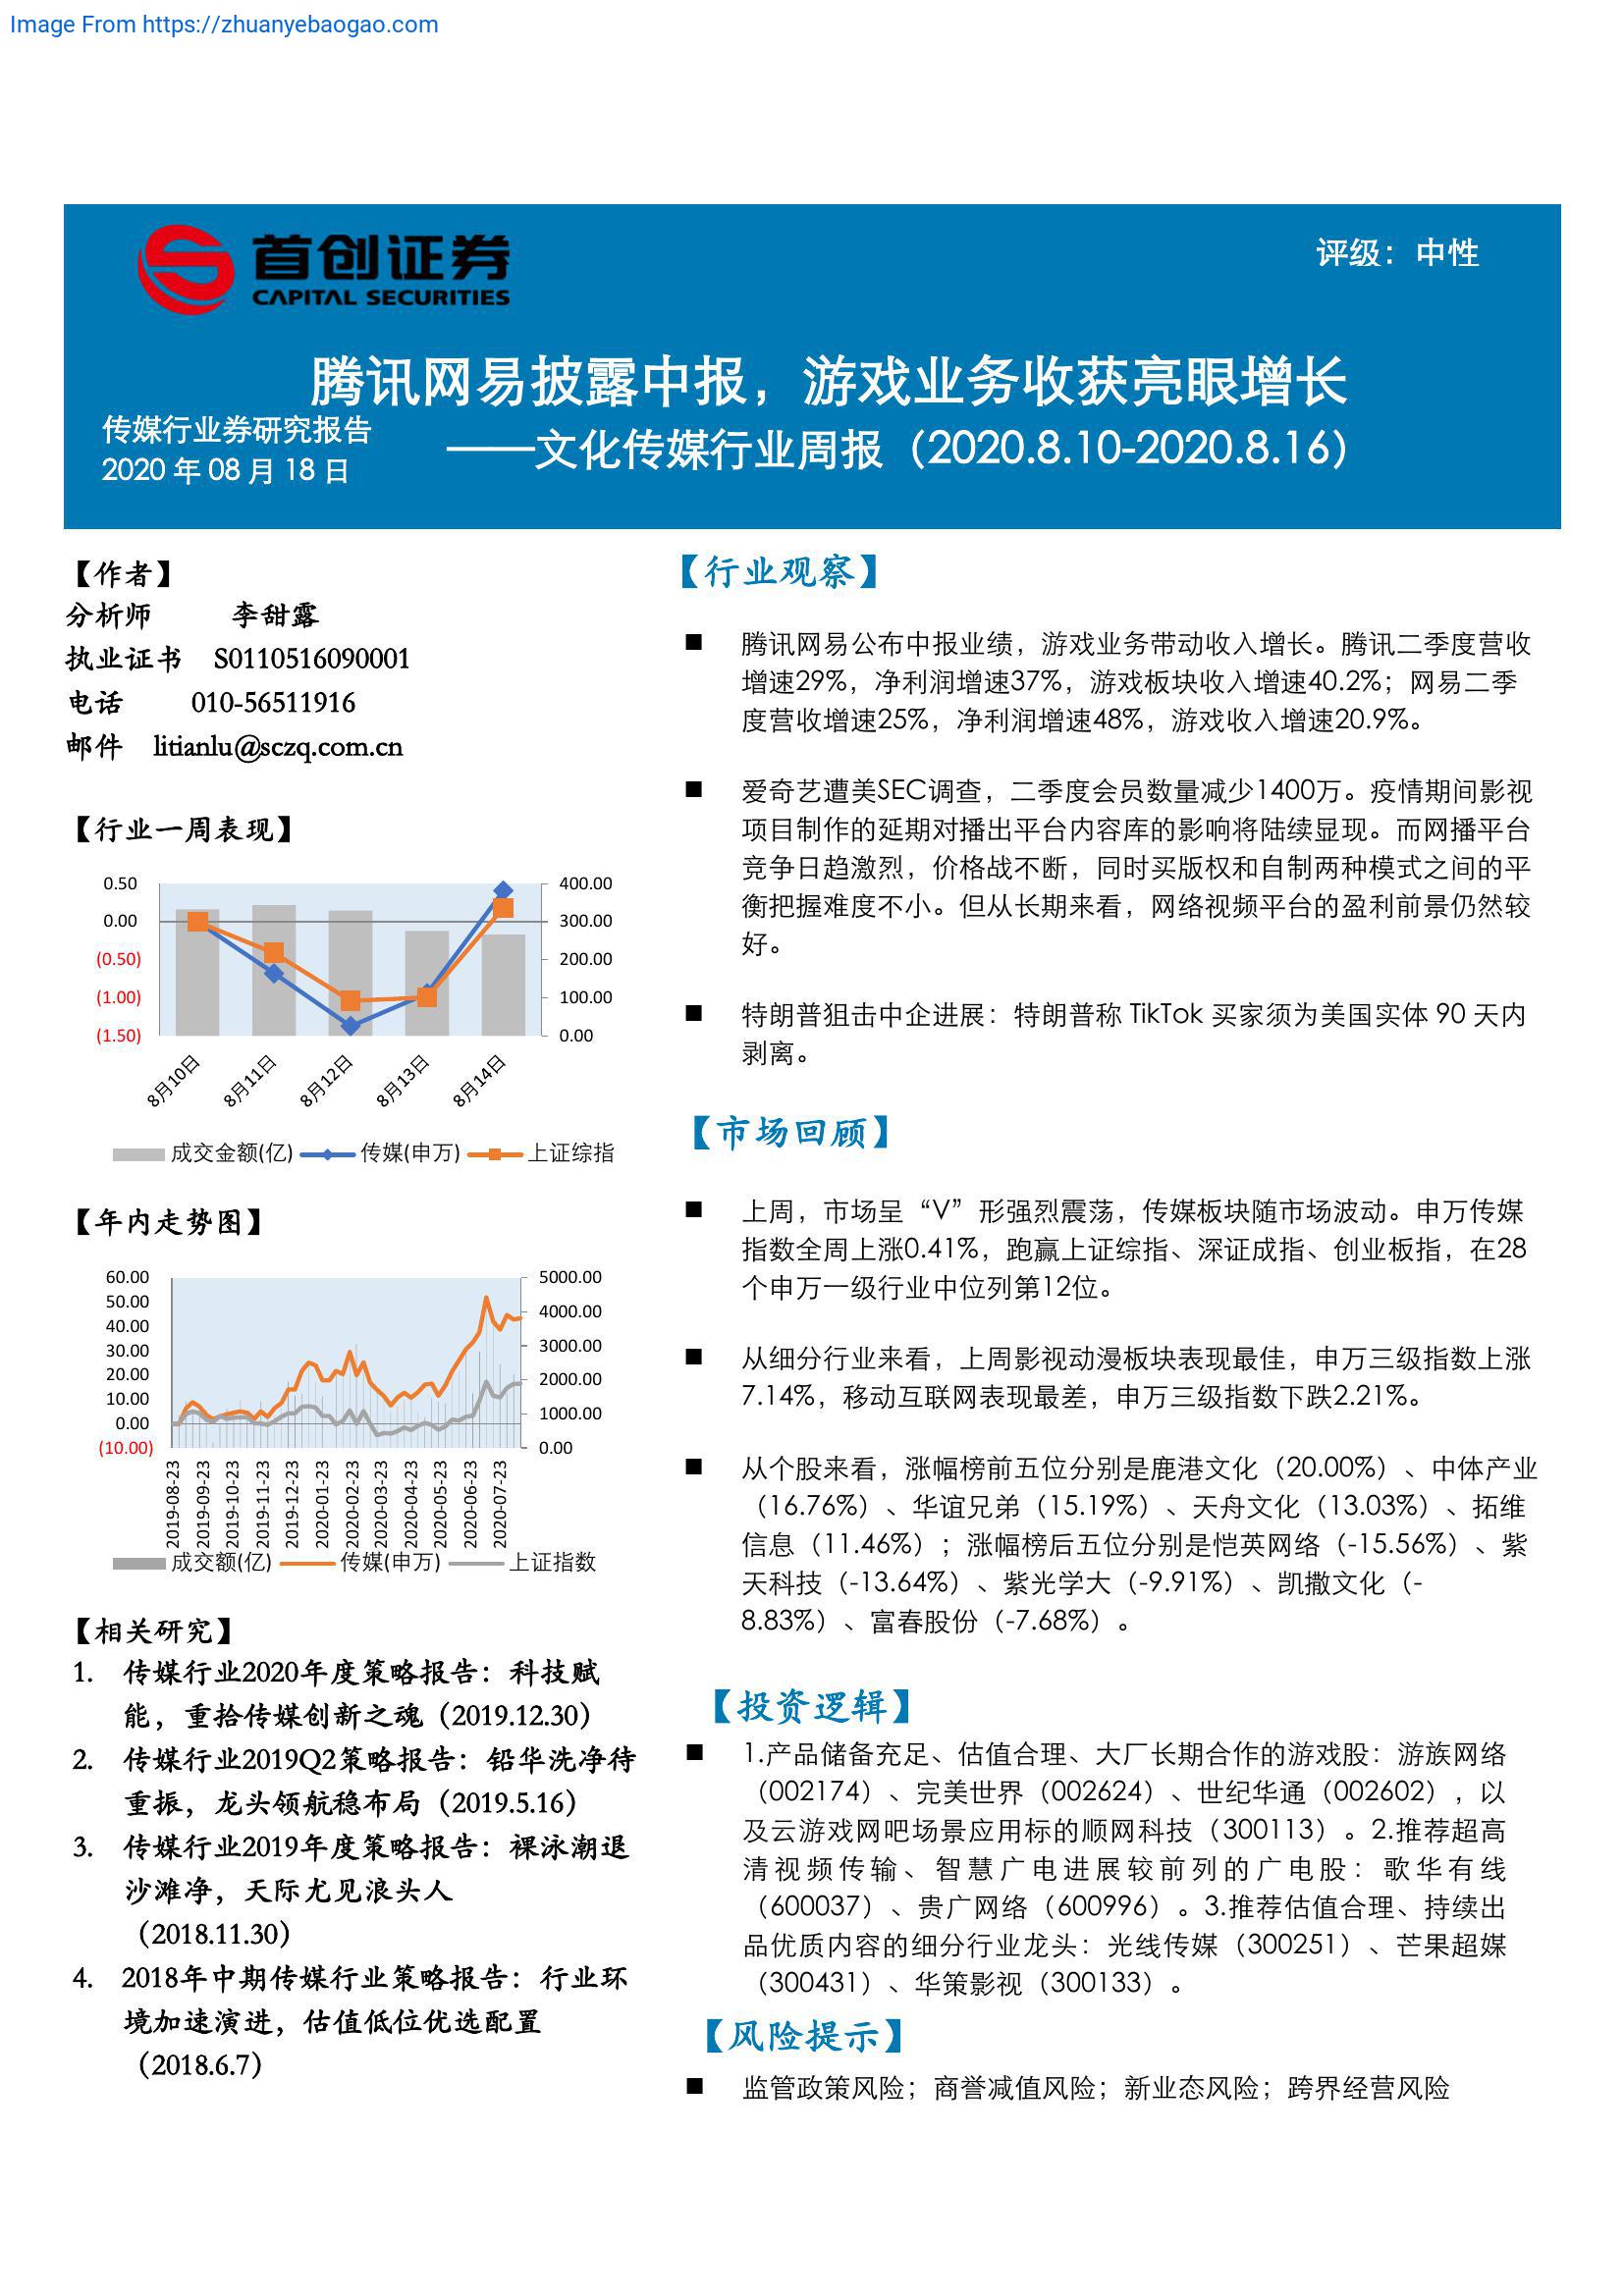 Image From https://zhuanyebaogao.com
首创证券
CAPITAL SECURITIES
评级：中性
腾讯网易披露中报，游戏业务收获亮眼增长
传媒行业券研究报告
——文化传媒行业周报（2020.8.10-2020.8.16）
2020 年 08 月 18 日
【作者】
分析师 李甜露
执业证书 S0110516090001
电话 010-56511916
邮件 litianlu@sczq.com.cn
【行业一周表现】
0.50
0.00
(0.50)
(1.00)
(1.50)
400.00
300.00
200.00
100.00
0.00
8月10日
8月11日
8月12日
8月13日
8月14日
成交金额(亿) 传媒(申万) 上证综指
【年内走势图】
60.00
50.00
40.00
30.00
20.00
10.00
0.00
(10.00)
5000.00
4000.00
3000.00
2000.00
1000.00
0.00
2019-08-23
2019-09-23
2019-10-23
2019-11-23
2019-12-23
2020-01-23
2020-02-23
2020-03-23
2020-04-23
2020-05-23
2020-06-23
2020-07-23
成交额(亿) 传媒(申万) 上证指数
【相关研究】
1. 传媒行业2020年度策略报告：科技赋
能，重拾传媒创新之魂（2019.12.30）
2. 传媒行业2019Q2策略报告：铅华洗净待
重振，龙头领航稳布局（2019.5.16）
3. 传媒行业2019年度策略报告：裸泳潮退
沙滩净，天际尤见浪头人
（2018.11.30）
4. 2018年中期传媒行业策略报告：行业环
境加速演进，估值低位优选配置
（2018.6.7）
【行业观察】
■ 腾讯网易公布中报业绩，游戏业务带动收入增长。腾讯二季度营收
增速29%，净利润增速37%，游戏板块收入增速40.2%；网易二季
度营收增速25%，净利润增速48%，游戏收入增速20.9%。
■ 爱奇艺遭美SEC调查，二季度会员数量减少1400万。疫情期间影视
项目制作的延期对播出平台内容库的影响将陆续显现。而网播平台
竞争日趋激烈，价格战不断，同时买版权和自制两种模式之间的平
衡把握难度不小。但从长期来看，网络视频平台的盈利前景仍然较
好。
■ 特朗普狙击中企进展：特朗普称 TikTok 买家须为美国实体 90 天内
剥离。
【市场回顾】
■ 上周，市场呈“V”形强烈震荡，传媒板块随市场波动。申万传媒
指数全周上涨0.41%，跑赢上证综指、深证成指、创业板指，在28
个申万一级行业中位列第12位。
■ 从细分行业来看，上周影视动漫板块表现最佳，申万三级指数上涨
7.14%，移动互联网表现最差，申万三级指数下跌2.21%。
■ 从个股来看，涨幅榜前五位分别是鹿港文化（20.00%）、中体产业
（16.76%）、华谊兄弟（15.19%）、天舟文化（13.03%）、拓维
信息（11.46%）；涨幅榜后五位分别是恺英网络（-15.56%）、紫
天科技（-13.64%）、紫光学大（-9.91%）、凯撒文化（-
8.83%）、富春股份（-7.68%）。
【投资逻辑】
■ 1.产品储备充足、估值合理、大厂长期合作的游戏股：游族网络
（002174）、完美世界（002624）、世纪华通（002602），以
及云游戏网吧场景应用标的顺网科技（300113）。2.推荐超高
清视频传输、智慧广电进展较前列的广电股：歌华有线
（600037）、贵广网络（600996）。3.推荐估值合理、持续出
品优质内容的细分行业龙头：光线传媒（300251）、芒果超媒
（300431）、华策影视（300133）。
【风险提示】
■ 监管政策风险；商誉减值风险；新业态风险；跨界经营风险